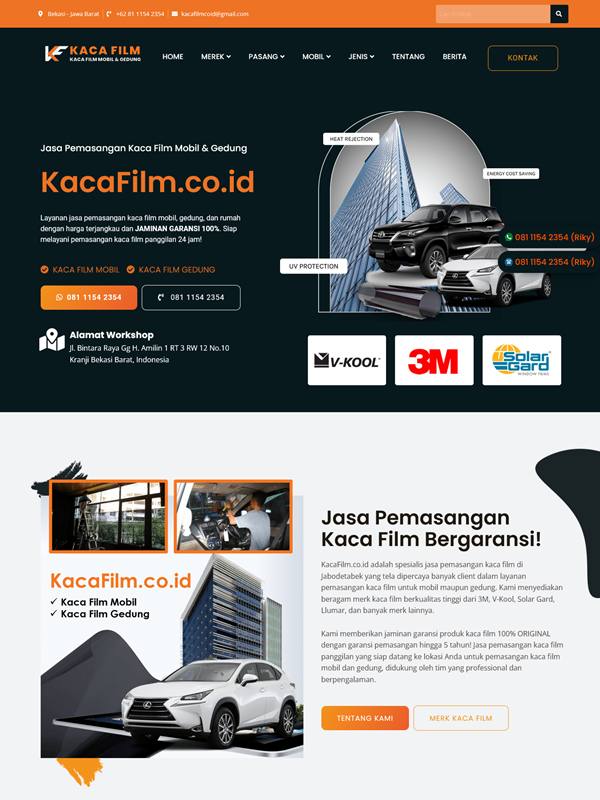 Bekasi - Jawa Barat
+62 81 1154 2354
kacafilmcoid@gmail.com
KACA FILM
KACA FILM MOBIL & GEDUNG
HOME
MEREK
PASANG
MOBIL
JENIS
TENTANG
BERITA
KONTAK
Jasa Pemasangan Kaca Film Mobil & Gedung
KacaFilm.co.id
Layanan jasa pemasangan kaca film mobil, gedung, dan rumah
dengan harga terjangkau dan JAMINAN GARANSI 100%. Siap
melayani pemasangan kaca film panggilan 24 jam!
KACA FILM MOBIL
KACA FILM GEDUNG
081 1154 2354
081 1154 2354
Alamat Workshop
Jl. Bintara Raya Gg H. Amilin 1 RT 3 RW 12 No.10
Kranji Bekasi Barat, Indonesia
HEAT REJECTION
ENERGY COST SAVING
UV PROTECTION
081 1154 2354 (Riky)
081 1154 2354 (Riky)
V-KOOL
3M
Solar
Gard
WINDOW FILMS
KacaFilm.co.id
Kaca Film Mobil
Kaca Film Gedung
Jasa Pemasangan
Kaca Film Bergaransi!
KacaFilm.co.id adalah spesialis jasa pemasangan kaca film di
Jabodetabek yang tela dipercaya banyak client dalam layanan
pemasangan kaca film untuk mobil maupun gedung. Kami menyediakan
beragam merk kaca film berkualitas tinggi dari 3M, V-Kool, Solar Gard,
Llumar, dan banyak merk lainnya.
Kami memberikan jaminan garansi produk kaca film 100% ORIGINAL
dengan garansi pemasangan hingga 5 tahun! Jasa pemasangan kaca film
panggilan yang siap datang ke lokasi Anda untuk pemasangan kaca film
mobil dan gedung, didukung oleh tim yang professional dan
berpengalaman.
TENTANG KAMI
MERK KACA FILM